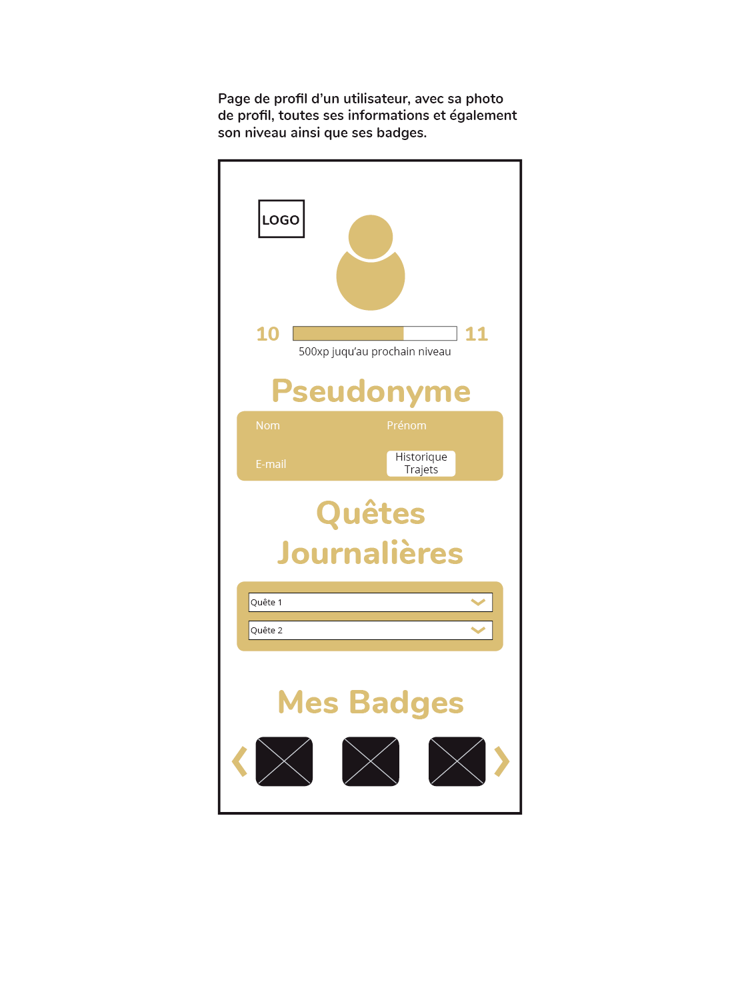 Page de profil d’un utilisateur, avec sa photo
de profil, toutes ses informations et également
son niveau ainsi que ses badges.
LOGO
10 11
500xp juqu’au prochain niveau
Pseudonyme
Nom Prénom
E-mail
Historique
Trajets
Quêtes
Journalières
Quête 1
Quête 2
Mes Badges